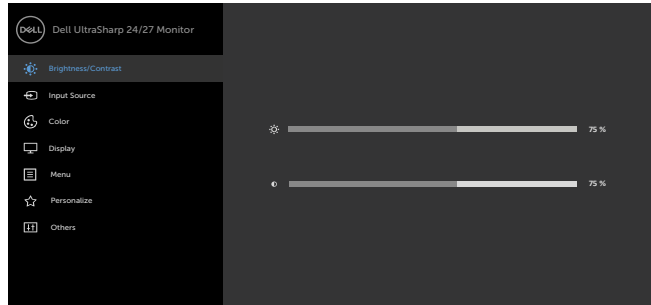 DELL Dell UltraSharp 24/27 Monitor
Brightness/Contrast
Input Source
Color
Display
Menu
Personalize
Others
75 %
75 %